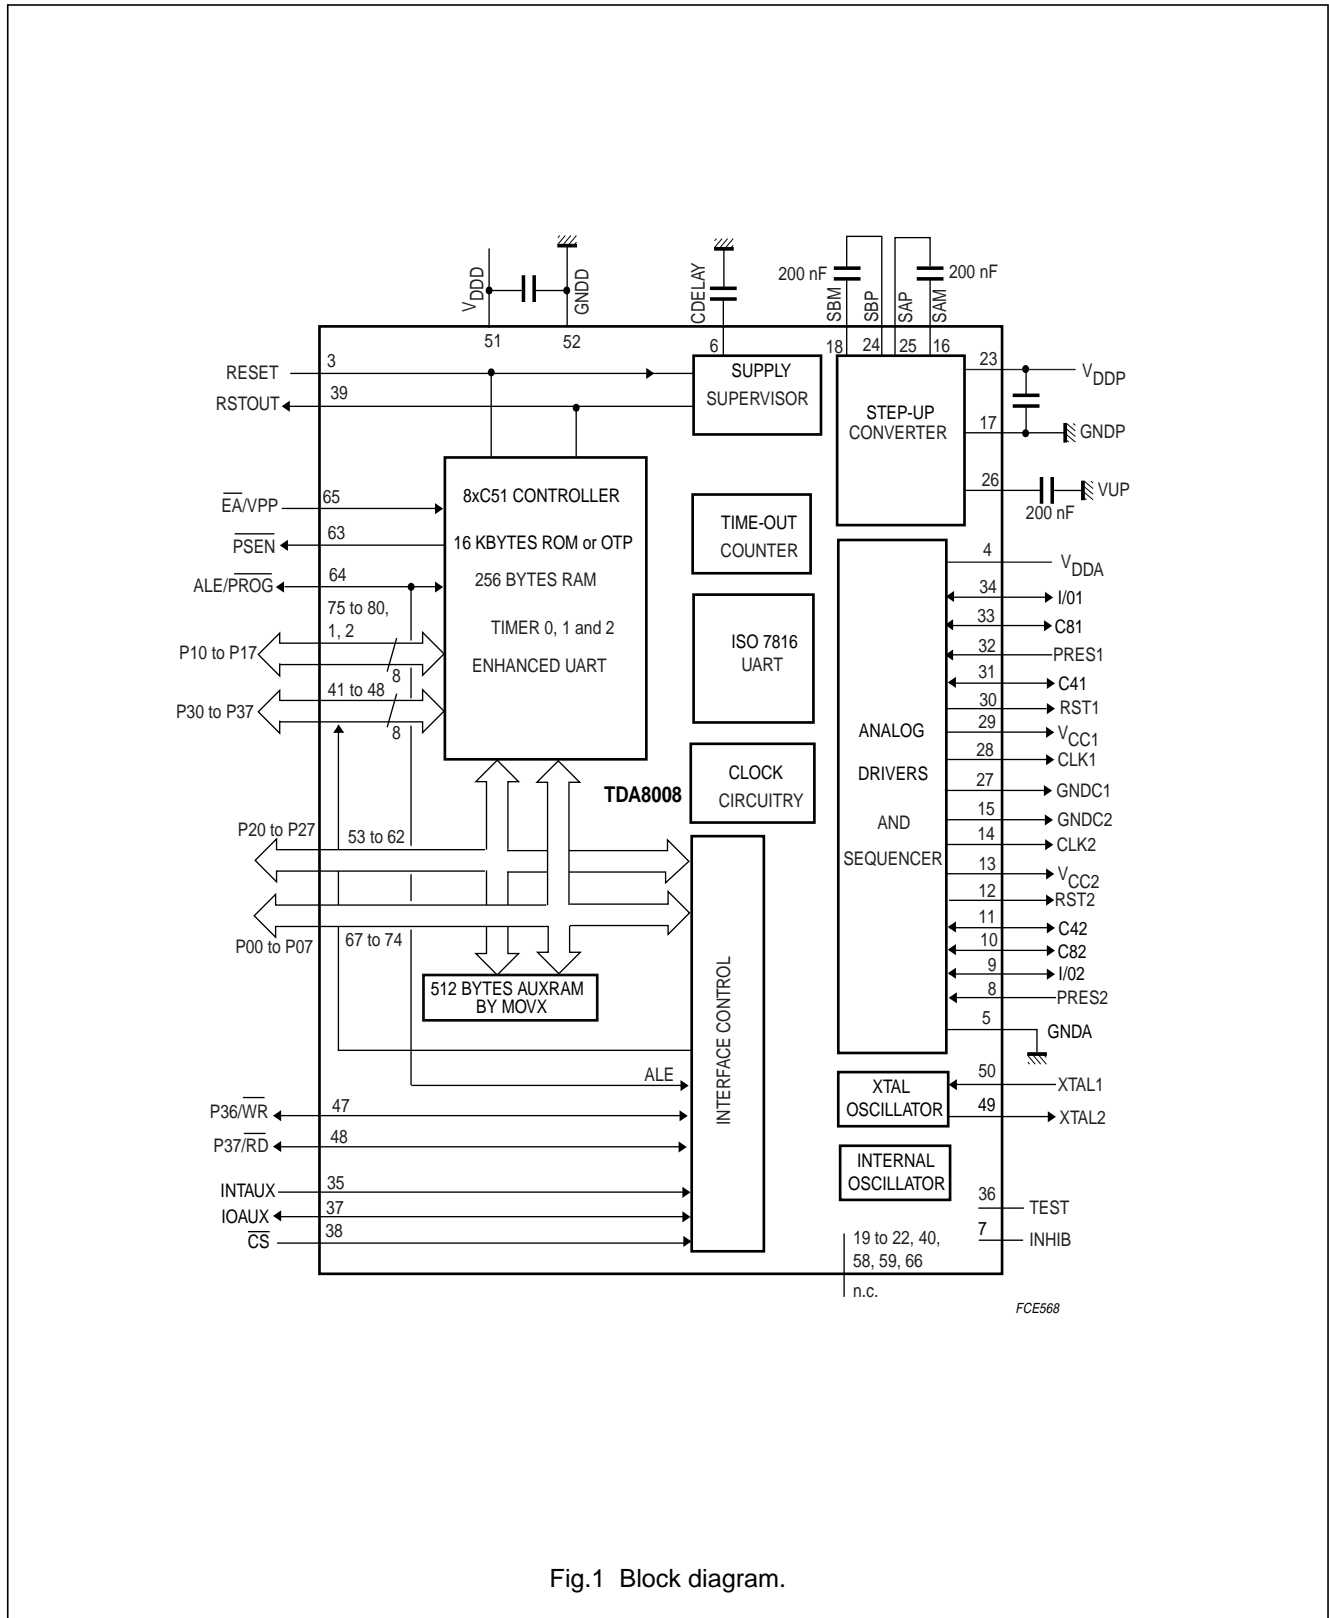 VDDD
GNDD
CDELAY
200 nF
SBM
SBP
SAP
SAM
200 nF
51
52
6
18
24
25
16
RESET
3
RSTOUT
39
SUPPLY
SUPERVISOR
STEP-UP
CONVERTER
23
VDDP
17
GNDP
26
VUP
200 nF
EA/VPP
65
PSEN
63
ALE/PROG
64
75 to 80,
1, 2
P10 to P17
8
41 to 48
P30 to P37
8
8xC51 CONTROLLER
16 KBYTES ROM or OTP
256 BYTES RAM
TIMER 0, 1 and 2
ENHANCED UART
TIME-OUT
COUNTER
ISO 7816
UART
CLOCK
CIRCUITRY
TDA8008
ANALOG
DRIVERS
AND
SEQUENCER
4
VDDA
34
I/01
33
C81
32
PRES1
31
C41
30
RST1
29
VCC1
28
CLK1
27
GNDC1
15
GNDC2
14
CLK2
13
VCC2
12
RST2
11
C42
10
C82
9
I/02
8
PRES2
5
GNDA
P20 to P27
53 to 62
P00 to P07
67 to 74
512 BYTES AUXRAM
BY MOVX
INTERFACE CONTROL
ALE
P36/WR
47
P37/RD
48
INTAUX
35
IOAUX
37
CS
38
XTAL
OSCILLATOR
50
XTAL1
49
XTAL2
INTERNAL
OSCILLATOR
36
TEST
7
INHIB
19 to 22, 40,
58, 59, 66
n.c.
FCE568
Fig.1 Block diagram.